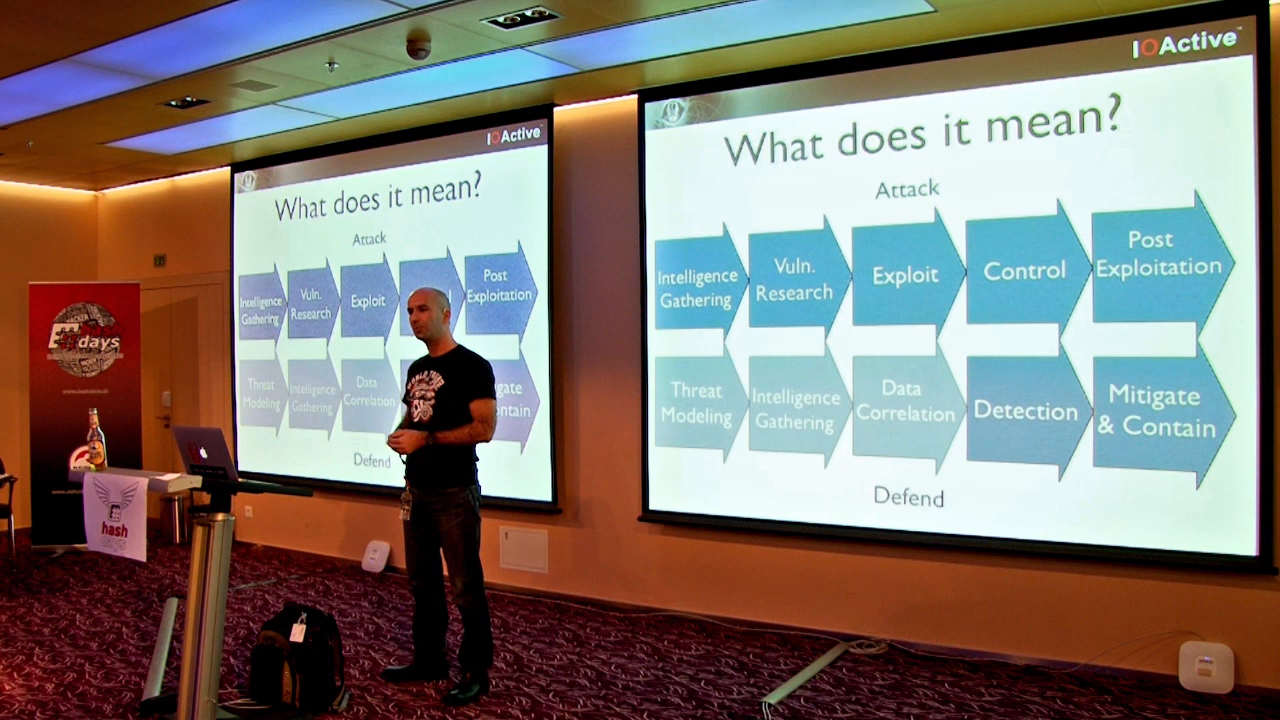 IOActive
What does it mean?
Attack
Intelligence
Gathering
Vuln.
Research
Exploit
Post
Exploitation
Threat
Modeling
Intelligence
Gathering
Data
Correlation
Defend
IOActive™
What does it mean?
Attack
Intelligence
Gathering
Vuln.
Research
Exploit
Control
Post
Exploitation
Threat
Modeling
Intelligence
Gathering
Data
Correlation
Detection
Mitigate
& Contain
Defend
days
hash
days